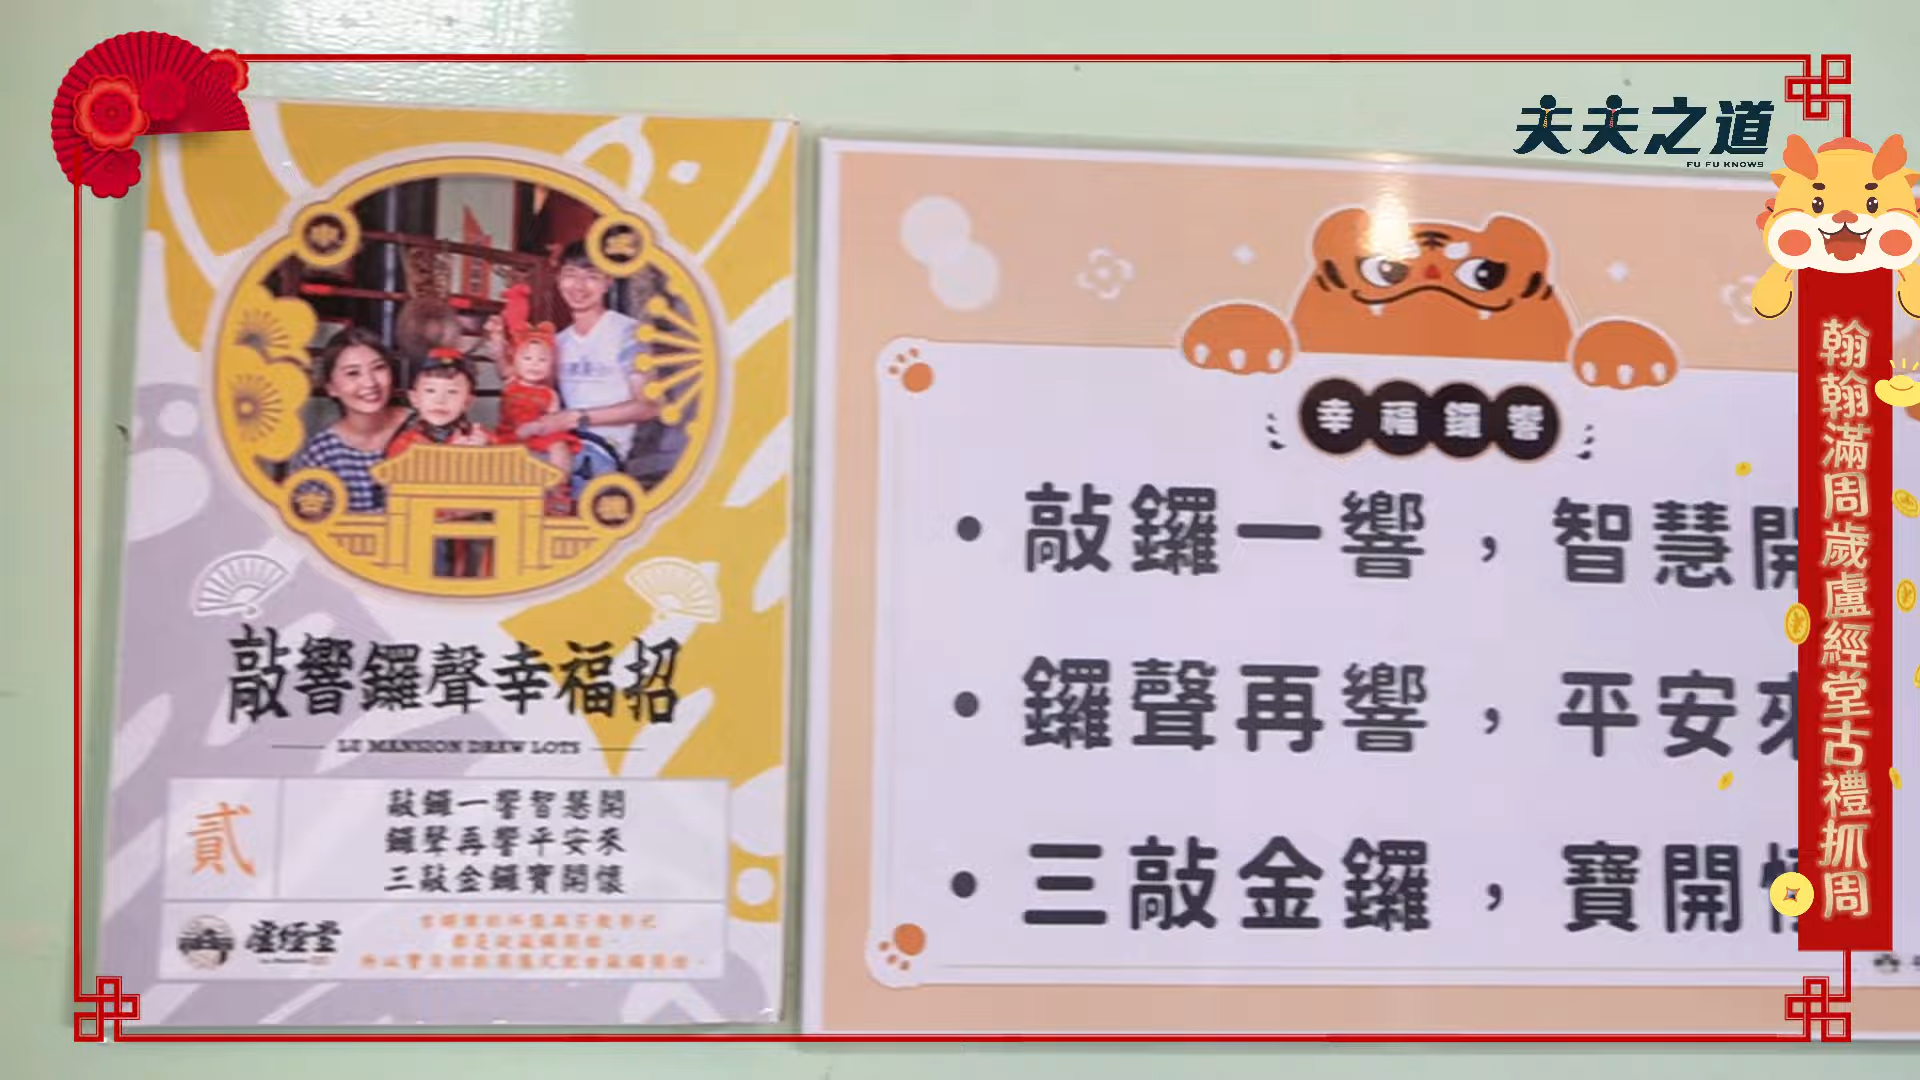 夫夫之道
FU FU KNOWS
敲響鑼聲幸福招
LU MANSION DREW LOTS
貳
敲鑼一響智慧開
鑼聲再響平安來
三敲金鑼寶開懷
盧經堂
幸福鑼響
• 敲鑼一響，智慧開
• 鑼聲再響，平安來
• 三敲金鑼，寶開
翰翰滿周歲盧經堂古禮抓周